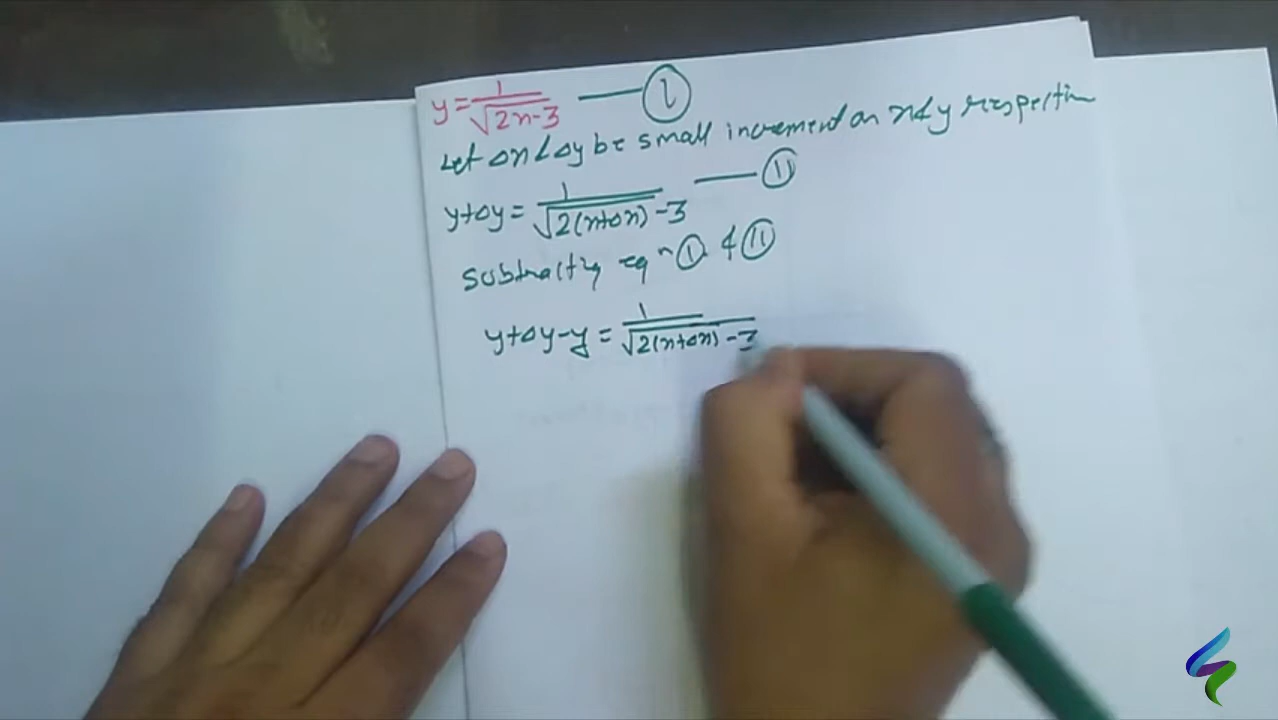 y = 1/√(2x-3) — (i)
Let Δx & Δy be small increment on x & y respective
y+Δy = 1/√(2(x+Δx)) -3 — (ii)
Subtracting eqn (i) & (ii)
y+Δy-y = 1/√(2(x+Δx) -3